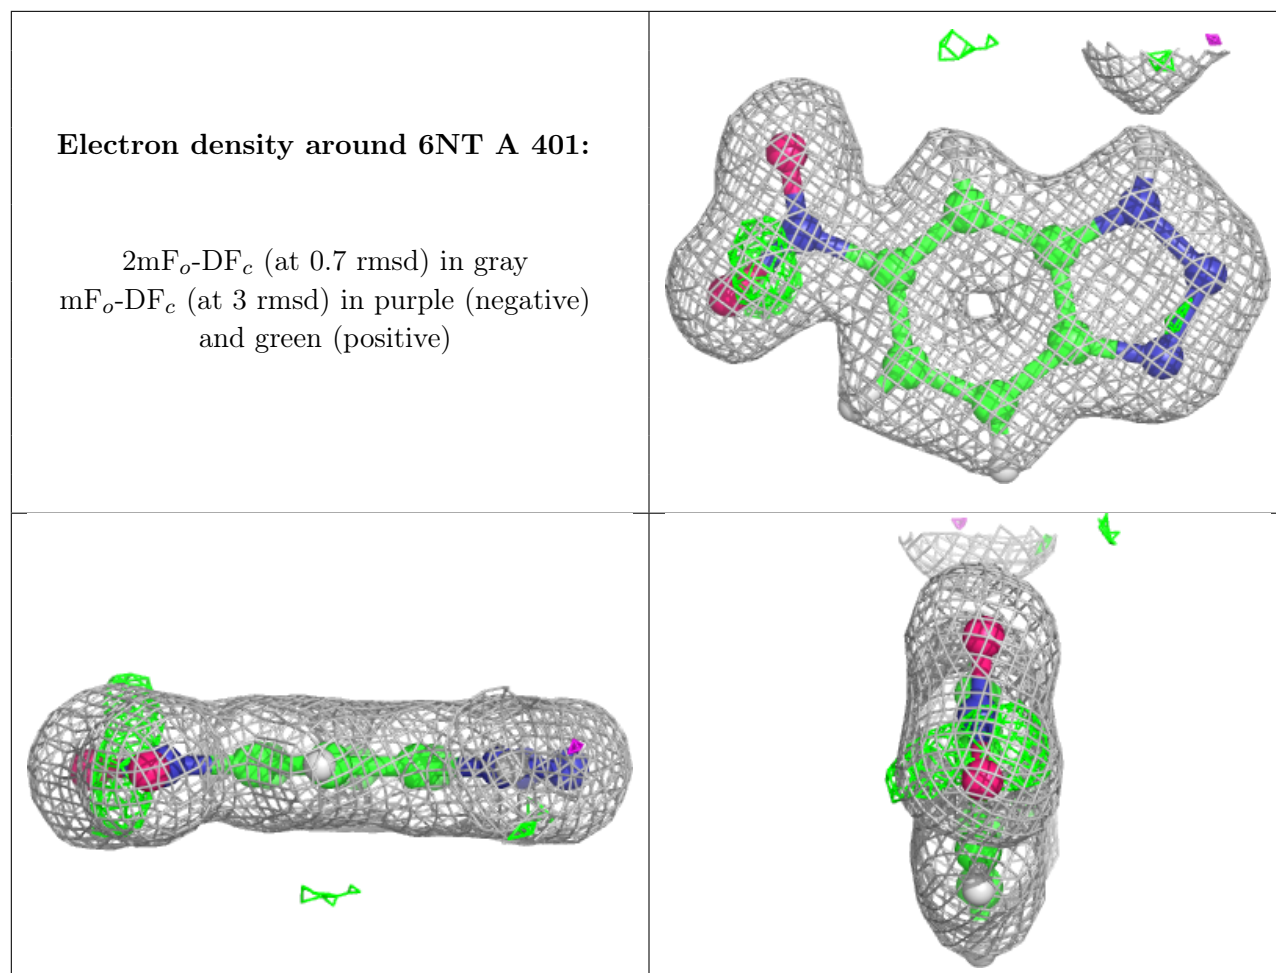 Electron density around 6NT A 401:
2mFo-DFc (at 0.7 rmsd) in gray
mFo-DFc (at 3 rmsd) in purple (negative)
and green (positive)